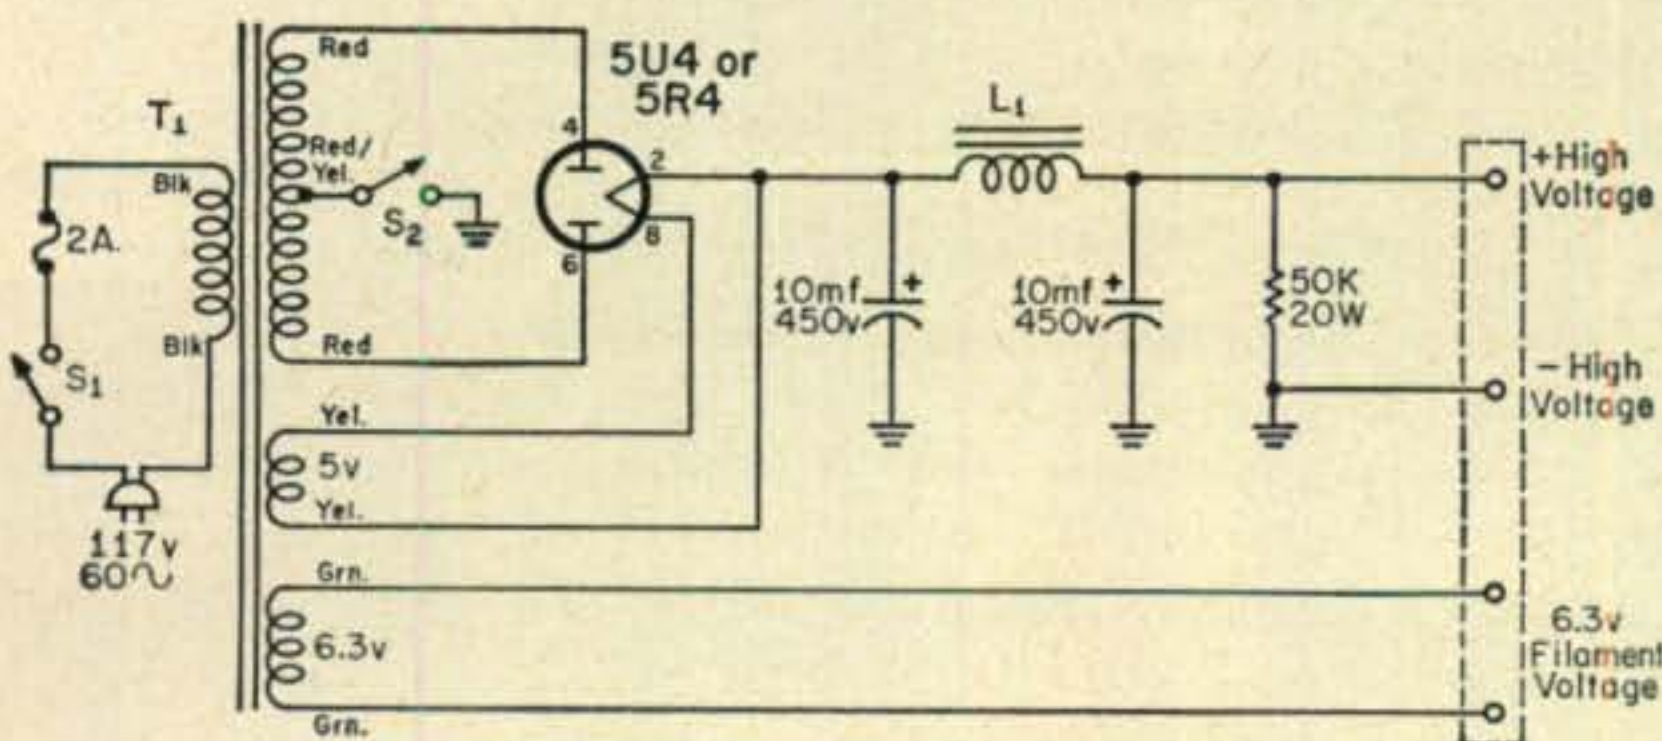 Red
5U4 or
5R4
L1
T1
4
2
Red/
Yel.
+High
Voltage
Blk
S2
8
6
2A.
10mf +
450v
10mf +
450v
50K
20W
Blk
Red
S1
- High
Voltage
Yel.
5v
Yel.
117v
60~
Grn.
6.3v
6.3v
Filament
Voltage
Grn.